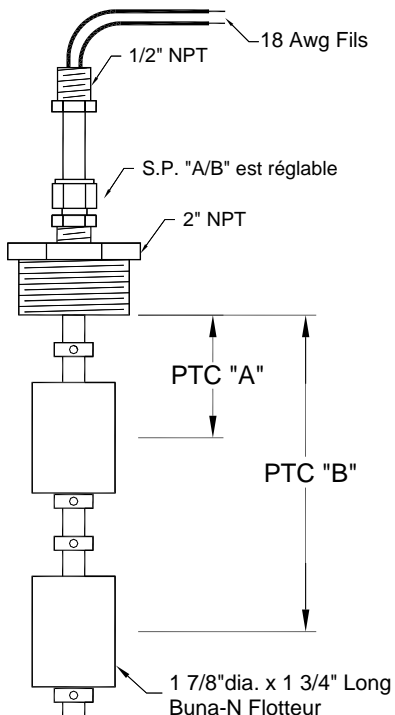 18 Awg Fils
1/2" NPT
S.P. "A/B" est réglable
2" NPT
PTC "A"
PTC "B"
1 7/8"dia. x 1 3/4" Long
Buna-N Flotteur